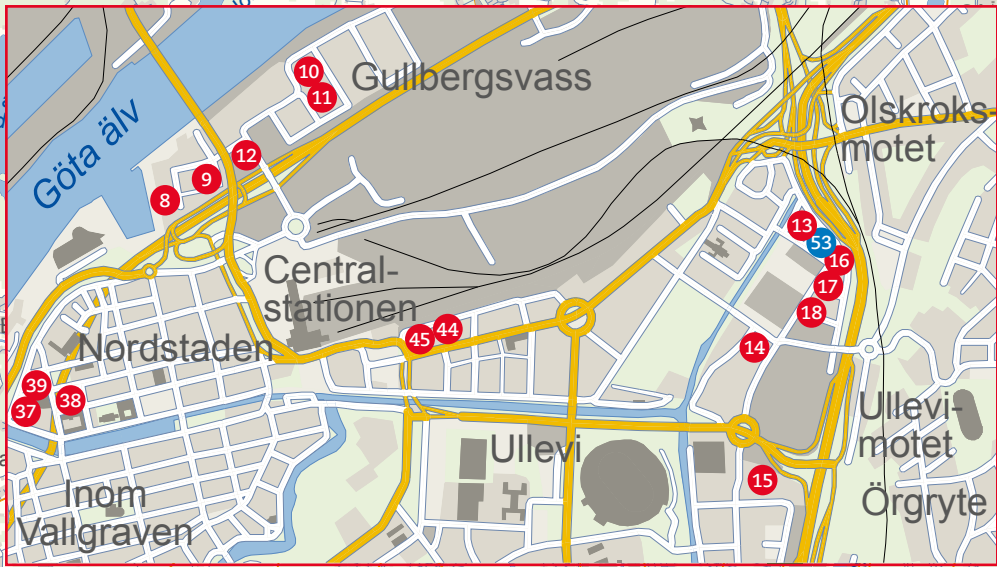 10
11
Gullbergsvass
Göta älv
Olskroks-
motet
12
9
8
13
53
16
17
18
Central-
stationen
44
45
14
Nordstaden
39
38
37
Ullevi-
motet
Ullevi
15
Örgryte
Inom
Vallgraven